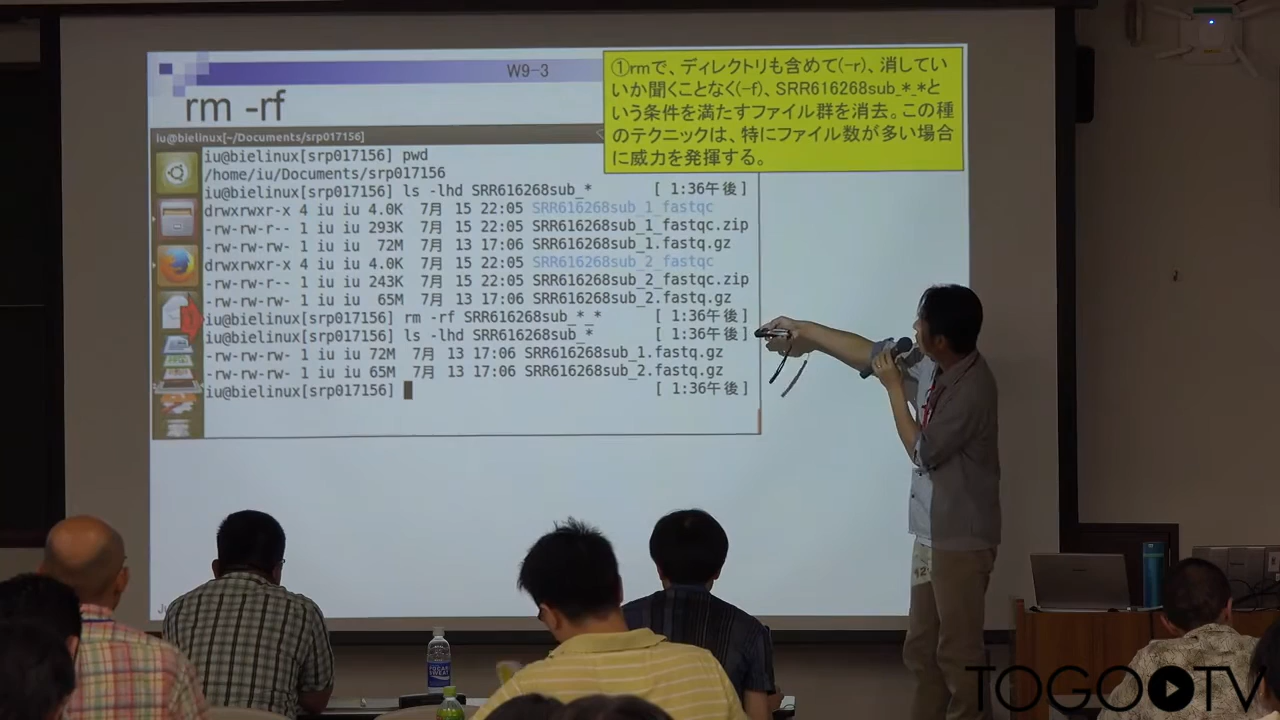 W9-3
rm -rf
①rmで、ディレクトリも含めて(-r)、消してい
いか聞くことなく(-f)、SRR616268sub_*_*と
いう条件を満たすファイル群を消去。この種
のテクニックは、特にファイル数が多い場合
に威力を発揮する。
iu@bielinux[~/Documents/srp017156]
iu@bielinux[srp017156] pwd
/home/iu/Documents/srp017156
iu@bielinux[srp017156] ls -lhd SRR616268sub_* [ 1:36午後]
drwxrwxr-x 4 iu iu 4.0K 7月 15 22:05 SRR616268sub_1_fastqc
-rw-rw-r-- 1 iu iu 293K 7月 15 22:05 SRR616268sub_1_fastqc.zip
-rw-rw-rw- 1 iu iu 72M 7月 13 17:06 SRR616268sub_1.fastq.gz
drwxrwxr-x 4 iu iu 4.0K 7月 15 22:05 SRR616268sub_2_fastqc
-rw-rw-r-- 1 iu iu 243K 7月 15 22:05 SRR616268sub_2_fastqc.zip
-rw-rw-rw- 1 iu iu 65M 7月 13 17:06 SRR616268sub_2.fastq.gz
iu@bielinux[srp017156] rm -rf SRR616268sub_*_* [ 1:36午後]
iu@bielinux[srp017156] ls -lhd SRR616268sub_* [ 1:36午後]
-rw-rw-rw- 1 iu iu 72M 7月 13 17:06 SRR616268sub_1.fastq.gz
-rw-rw-rw- 1 iu iu 65M 7月 13 17:06 SRR616268sub_2.fastq.gz
iu@bielinux[srp017156] [ 1:36午後]
POCARI
SWEAT
TOGOTV